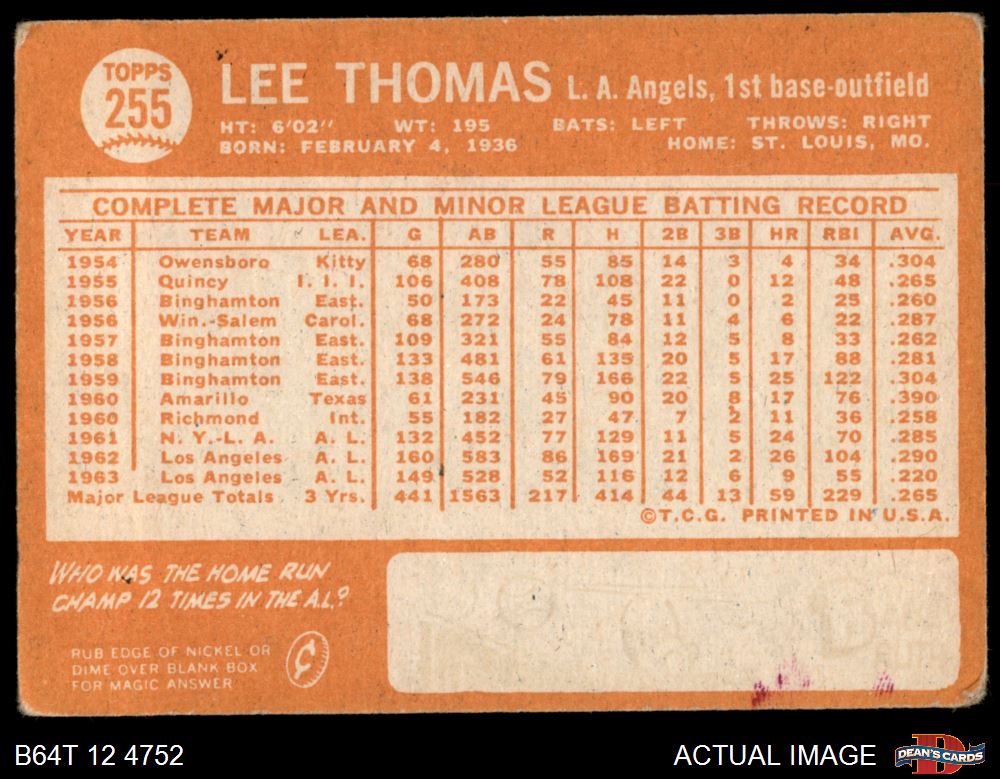 TOPPS
255
LEE THOMAS L. A. Angels, 1st base-outfield
HT: 6'02" WT: 195 BATS: LEFT THROWS: RIGHT
BORN: FEBRUARY 4, 1936 HOME: ST. LOUIS, MO.
COMPLETE MAJOR AND MINOR LEAGUE BATTING RECORD
YEAR TEAM LEA. G AB R H 2B 3B HR RBI AVG.
1954 Owensboro Kitty 68 280 55 85 14 3 4 34 .304
1955 Quincy I. I. I. 106 408 78 108 22 0 12 48 .265
1956 Binghamton East. 50 173 22 45 11 0 2 25 .260
1956 Win.-Salem Carol. 68 272 24 78 11 4 6 22 .287
1957 Binghamton East. 109 321 55 84 12 5 8 33 .262
1958 Binghamton East. 133 481 61 135 20 5 17 88 .281
1959 Binghamton East. 138 546 79 166 22 5 25 122 .304
1960 Amarillo Texas 61 231 45 90 20 8 17 76 .390
1960 Richmond Int. 55 182 27 47 7 2 11 36 .258
1961 N. Y.-L. A. A. L. 132 452 77 129 11 5 24 70 .285
1962 Los Angeles A. L. 160 583 86 169 21 2 26 104 .290
1963 Los Angeles A. L. 149 528 52 116 12 6 9 55 .220
Major League Totals 3 Yrs. 441 1563 217 414 44 13 59 229 .265
©T.C.G. PRINTED IN U.S.A.
WHO WAS THE HOME RUN
CHAMP 12 TIMES IN THE A.L.?
RUB EDGE OF NICKEL OR
DIME OVER BLANK BOX
FOR MAGIC ANSWER
¢
B64T 12 4752 ACTUAL IMAGE
D
DEAN'S CARDS